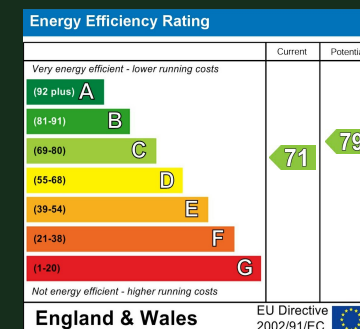 Energy Efficiency Rating
Current
Very energy efficient - lower running costs
(92 plus) A
(81-91) B
(69-80) C
(55-68) D
(39-54) E
(21-38) F
(1-20) G
71
79
Not energy efficient - higher running costs
England & Wales
EU Directive
2002/91/EC